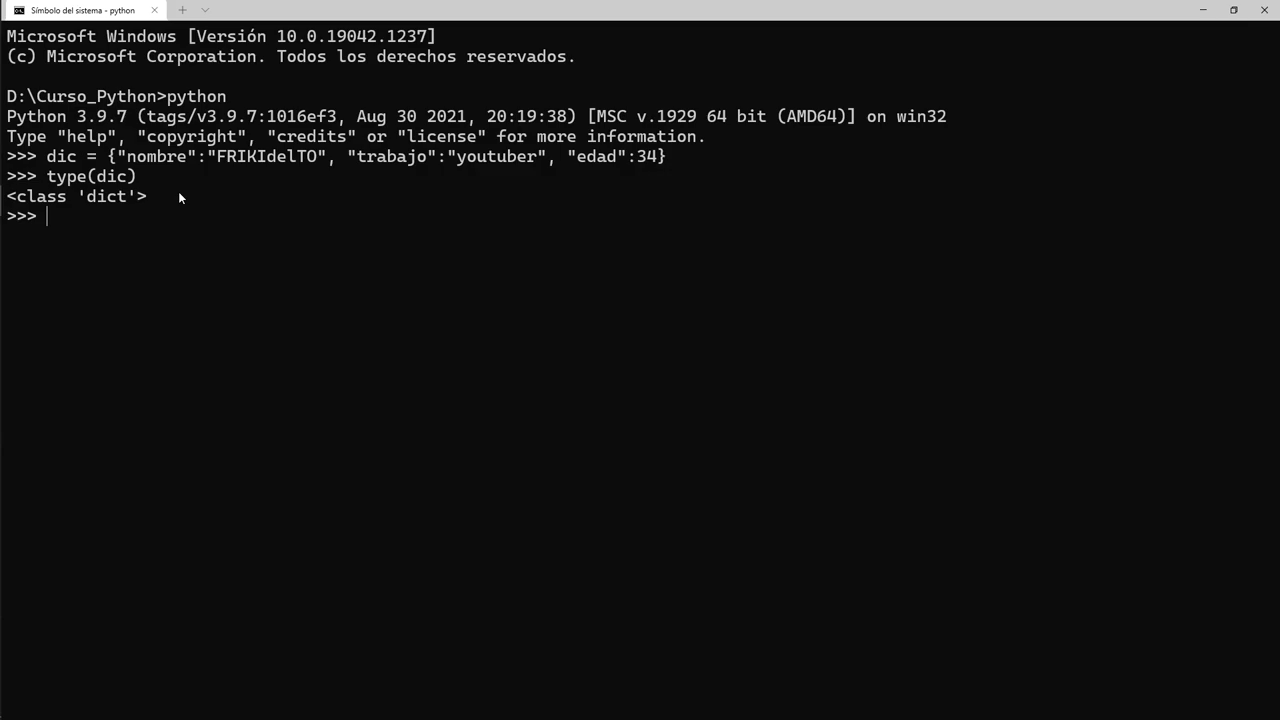 Símbolo del sistema - python
Microsoft Windows [Versión 10.0.19042.1237]
(c) Microsoft Corporation. Todos los derechos reservados.
D:\Curso_Python>python
Python 3.9.7 (tags/v3.9.7:1016ef3, Aug 30 2021, 20:19:38) [MSC v.1929 64 bit (AMD64)] on win32
Type "help", "copyright", "credits" or "license" for more information.
>>> dic = {"nombre":"FRIKIdelTO", "trabajo":"youtuber", "edad":34}
>>> type(dic)
<class 'dict'>
>>>